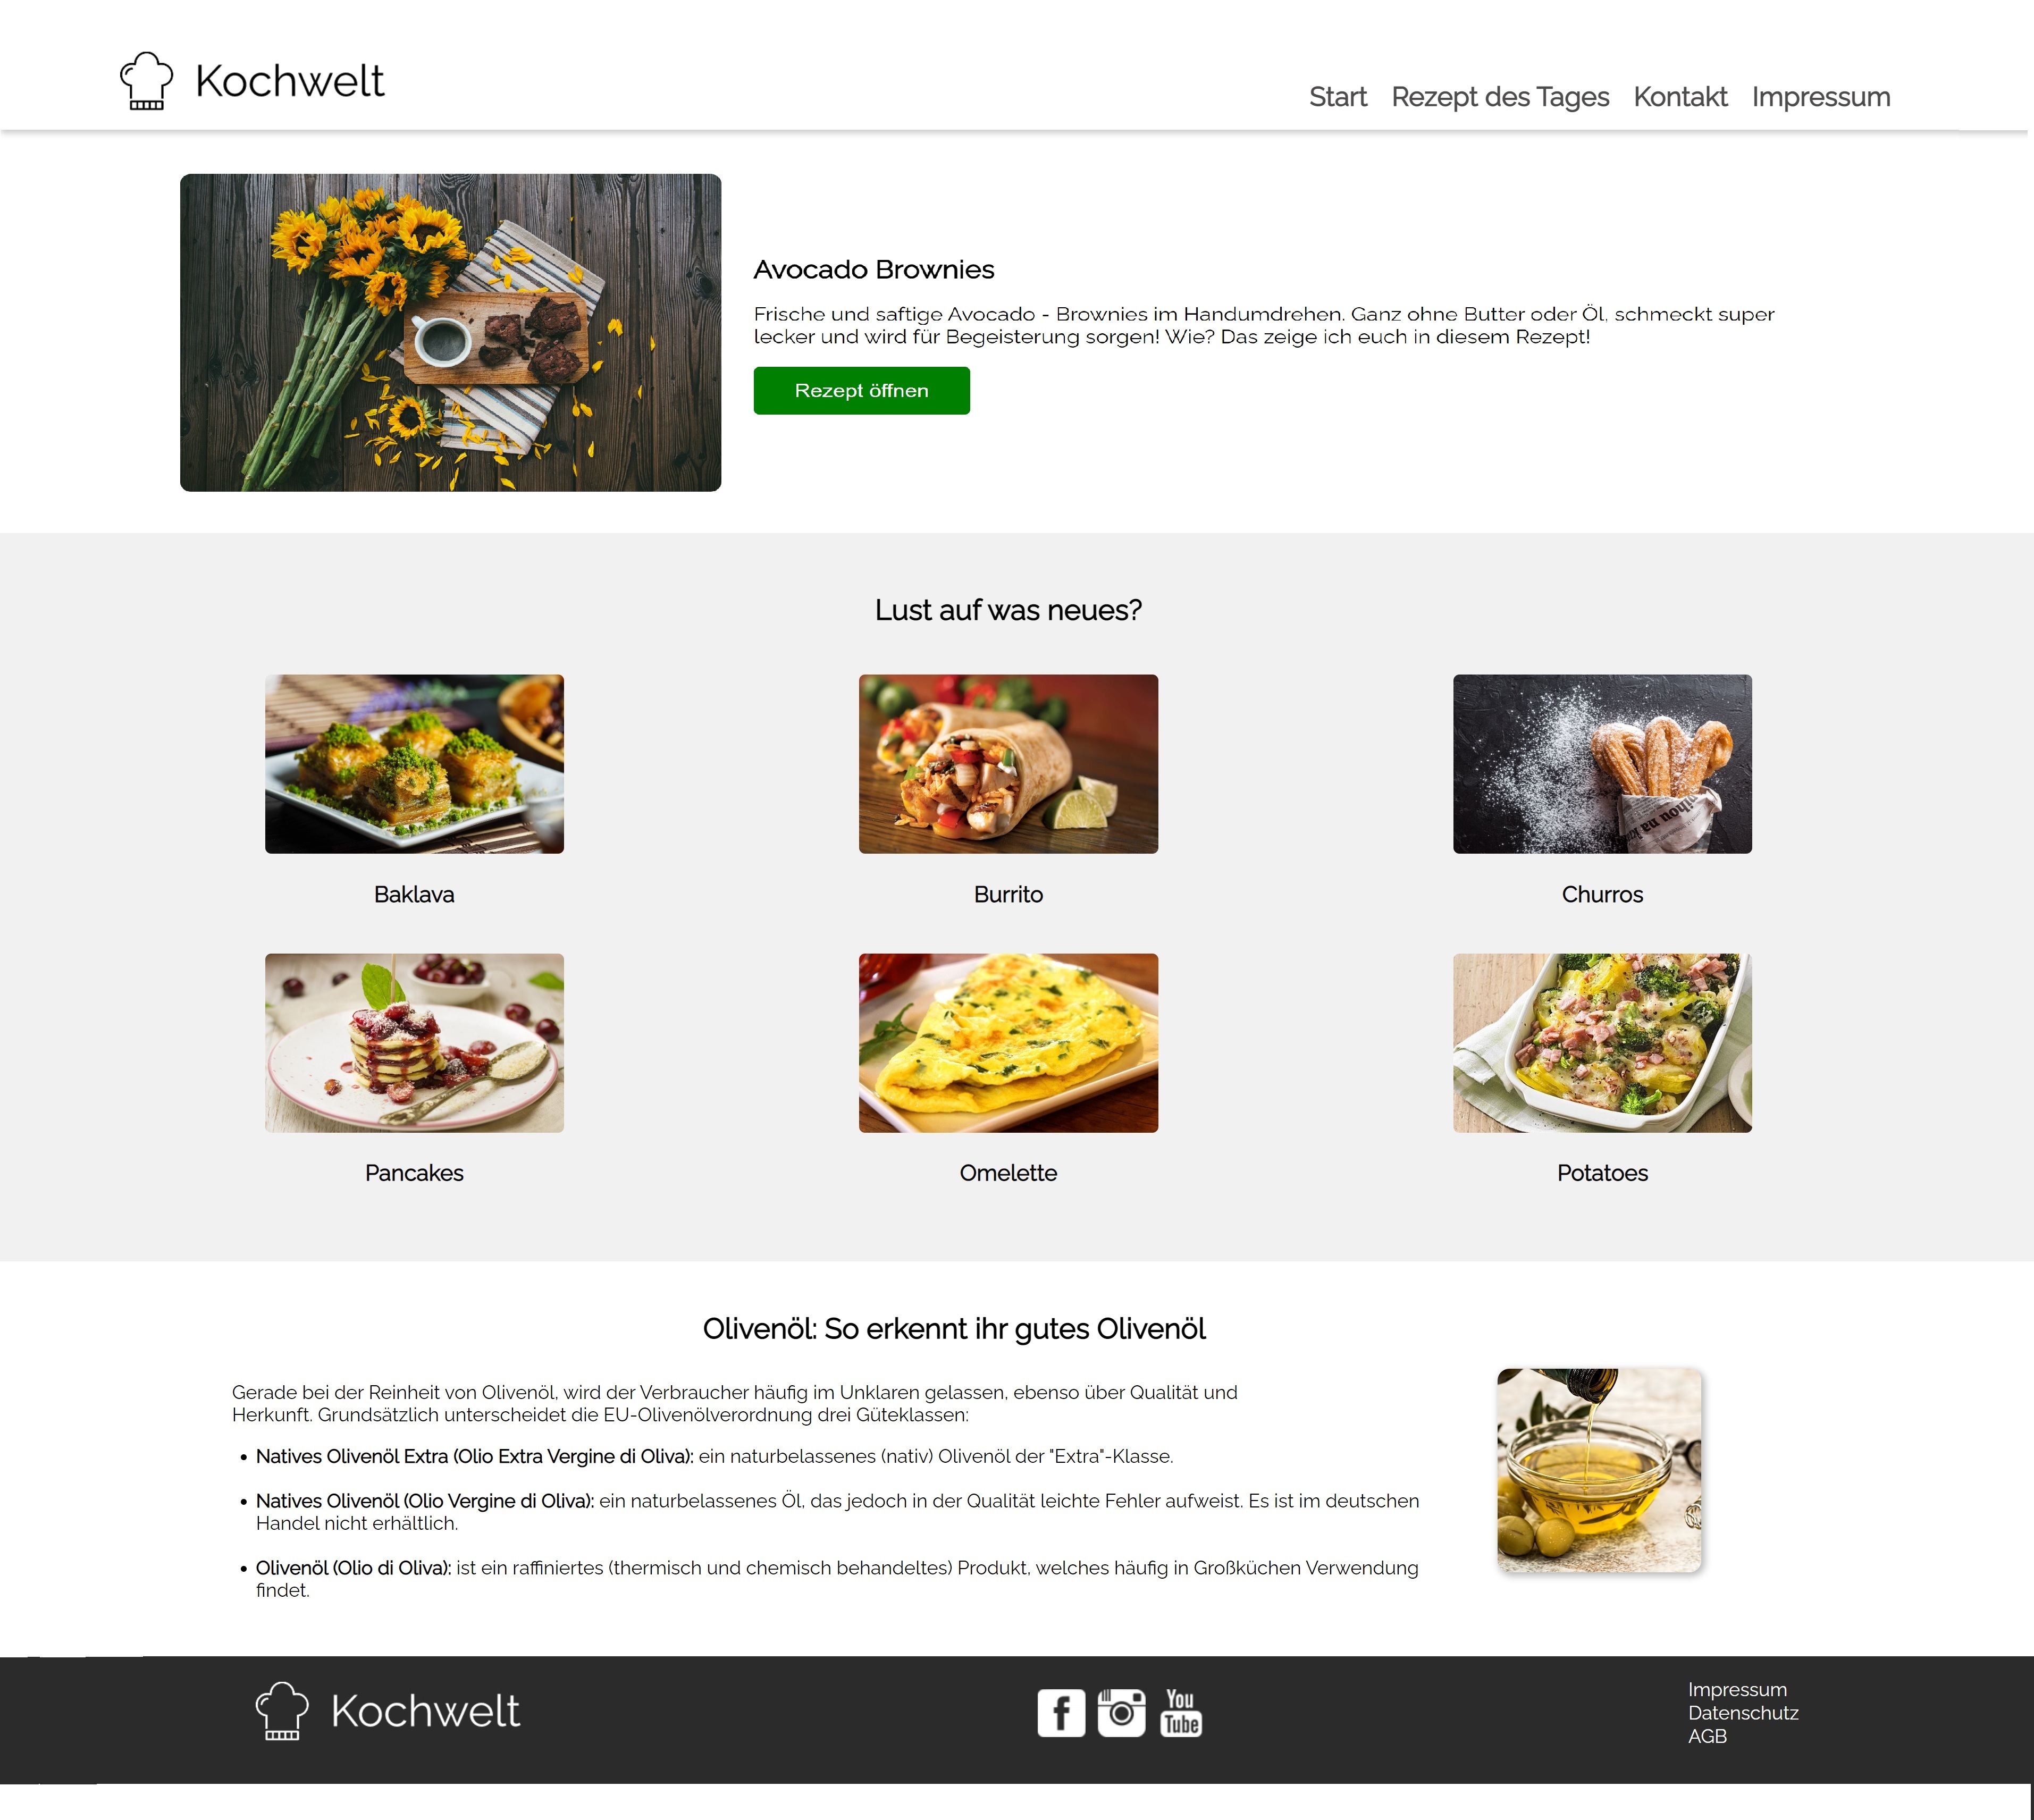 Kochwelt
Start Rezept des Tages Kontakt Impressum
Avocado Brownies
Frische und saftige Avocado - Brownies im Handumdrehen. Ganz ohne Butter oder Öl, schmeckt super
lecker und wird für Begeisterung sorgen! Wie? Das zeige ich euch in diesem Rezept!
Rezept öffnen
Lust auf was neues?
Baklava
Burrito
Churros
Pancakes
Omelette
Potatoes
Olivenöl: So erkennt ihr gutes Olivenöl
Gerade bei der Reinheit von Olivenöl, wird der Verbraucher häufig im Unklaren gelassen, ebenso über Qualität und
Herkunft. Grundsätzlich unterscheidet die EU-Olivenölverordnung drei Güteklassen:
• Natives Olivenöl Extra (Olio Extra Vergine di Oliva): ein naturbelassenes (nativ) Olivenöl der "Extra"-Klasse.
• Natives Olivenöl (Olio Vergine di Oliva): ein naturbelassenes Öl, das jedoch in der Qualität leichte Fehler aufweist. Es ist im deutschen
Handel nicht erhältlich.
• Olivenöl (Olio di Oliva): ist ein raffiniertes (thermisch und chemisch behandeltes) Produkt, welches häufig in Großküchen Verwendung
findet.
Kochwelt
f
You
Tube
Impressum
Datenschutz
AGB